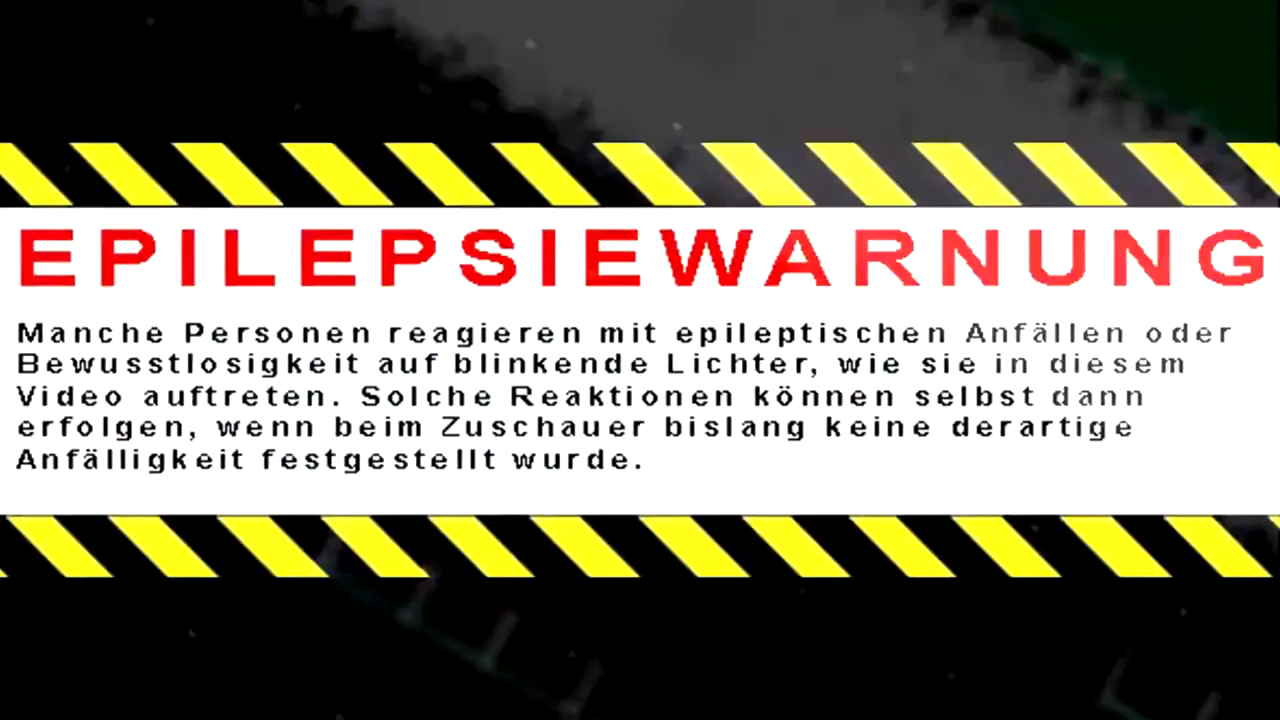 EPILEPSIEWARNUNG
Manche Personen reagieren mit epileptischen Anfällen oder
Bewusstlosigkeit auf blinkende Lichter, wie sie in diesem
Video auftreten. Solche Reaktionen können selbst dann
erfolgen, wenn beim Zuschauer bislang keine derartige
Anfälligkeit festgestellt wurde.